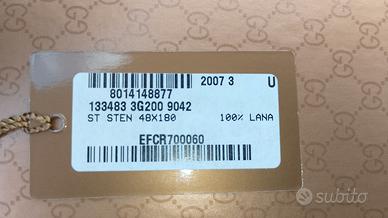 2007 3 U
8014148877
133483 3G200 9042
ST STEN 48X180 100% LANA
EFCR700060
subito